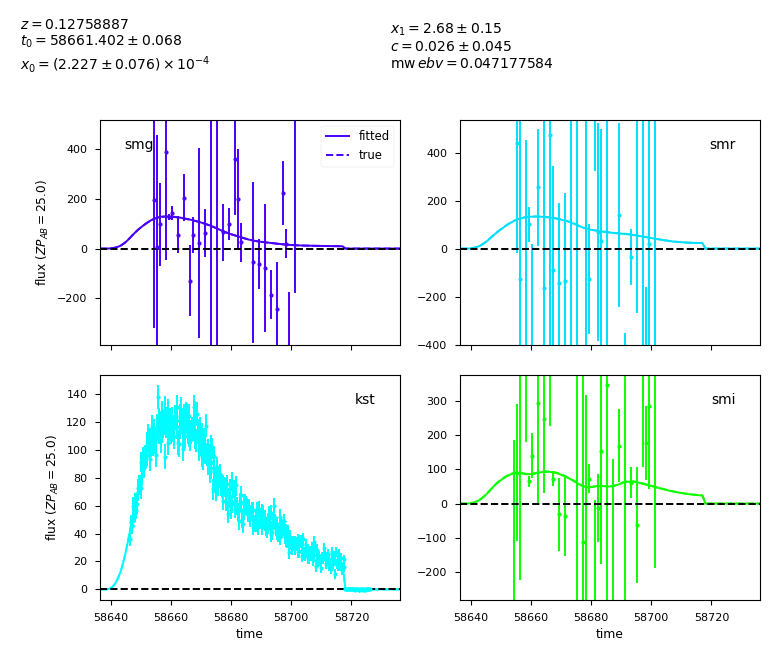 z = 0.12758887
t₀ = 58661.402 ± 0.068
x₀ = (2.227 ± 0.076) × 10⁻⁴
x₁ = 2.68 ± 0.15
c = 0.026 ± 0.045
mw ebv = 0.047177584
smg
fitted
true
400
200
0
−200
flux (ZP_AB = 25.0)
smr
400
200
0
−200
−400
kst
140
120
100
80
60
40
20
0
flux (ZP_AB = 25.0)
58640 58660 58680 58700 58720
time
smi
300
200
100
0
−100
−200
58640 58660 58680 58700 58720
time